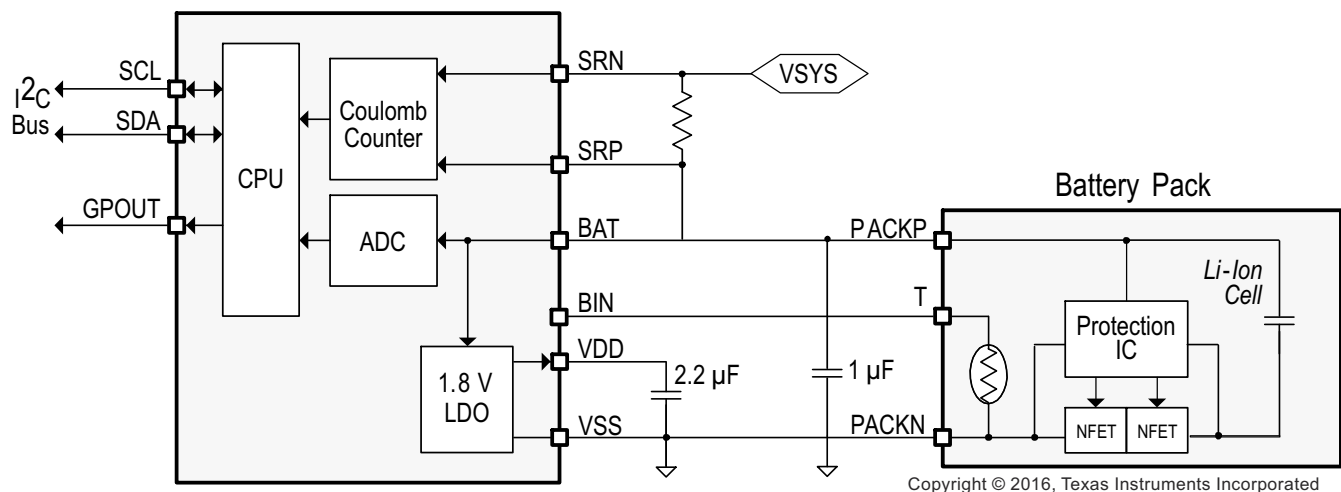 SCL
I2C
Bus
SDA
GPOUT
CPU
Coulomb
Counter
ADC
1.8 V
LDO
SRN
VSYS
SRP
BAT
BIN
VDD
2.2 µF
VSS
1 µF
Battery Pack
PACKP
T
PACKN
Li-Ion
Cell
Protection
IC
NFET
NFET
Copyright © 2016, Texas Instruments Incorporated